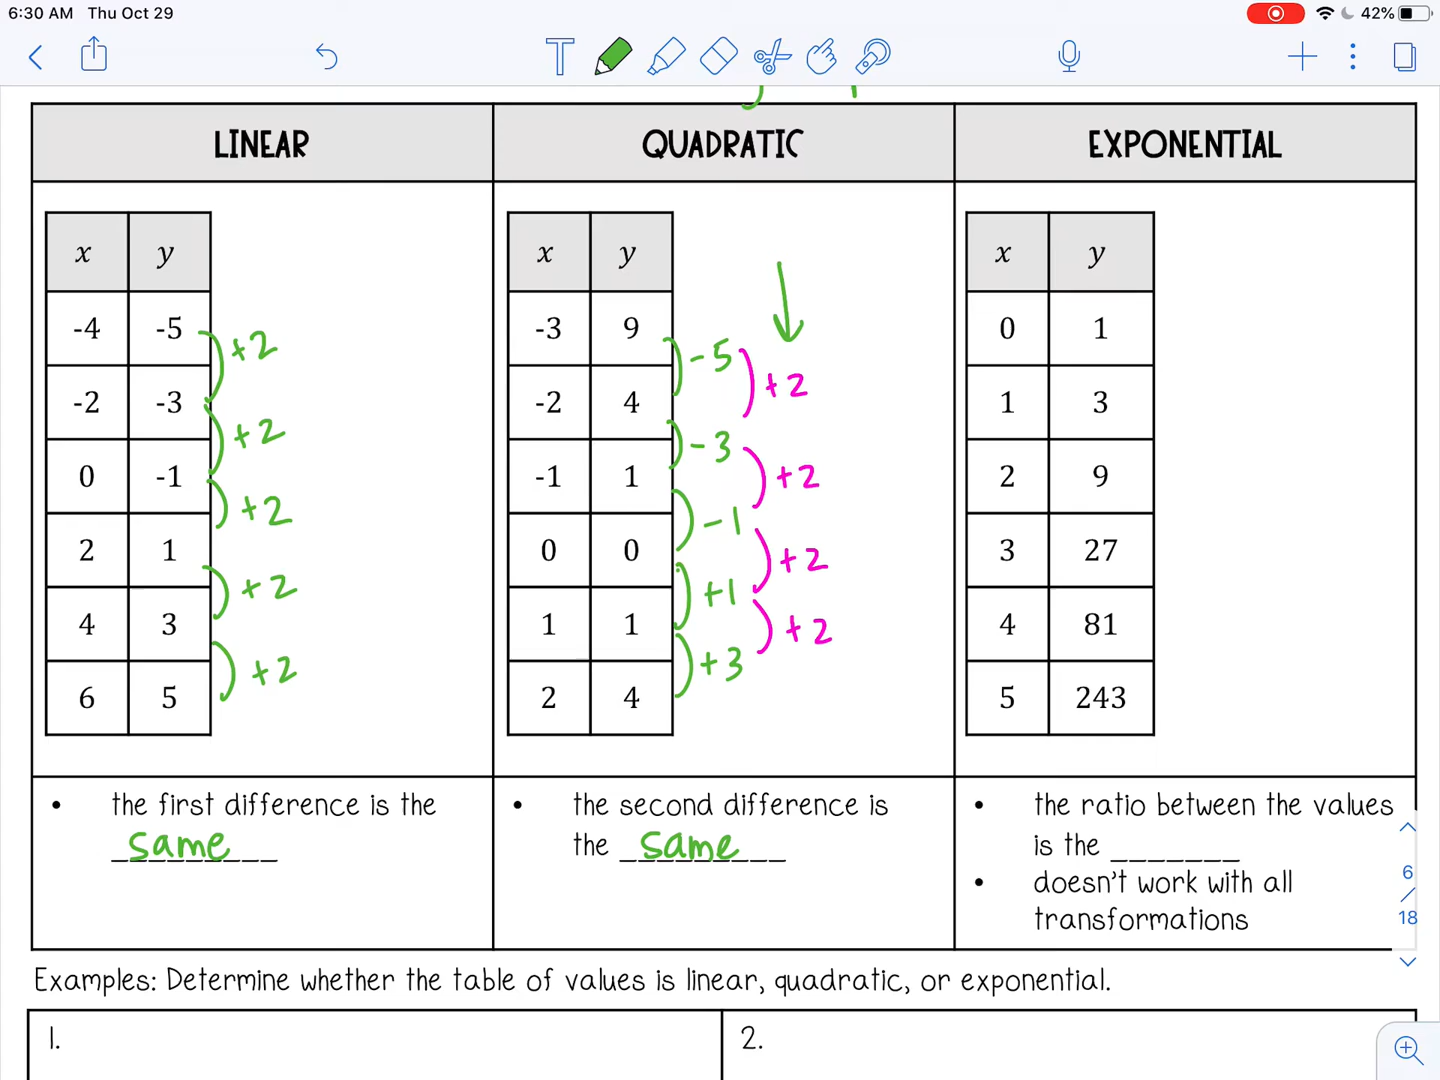 6:30 AM Thu Oct 29
42%
T
LINEAR
QUADRATIC
EXPONENTIAL
x y
-4 -5
-2 -3
0 -1
2 1
4 3
6 5
+2
+2
+2
+2
+2
x y
-3 9
-2 4
-1 1
0 0
1 1
2 4
-5
-3
-1
+1
+3
+2
+2
+2
+2
x y
0 1
1 3
2 9
3 27
4 81
5 243
• the first difference is the
same
• the second difference is
the same
• the ratio between the values
is the _______
• doesn't work with all
transformations
6
/
18
Examples: Determine whether the table of values is linear, quadratic, or exponential.
1.
2.